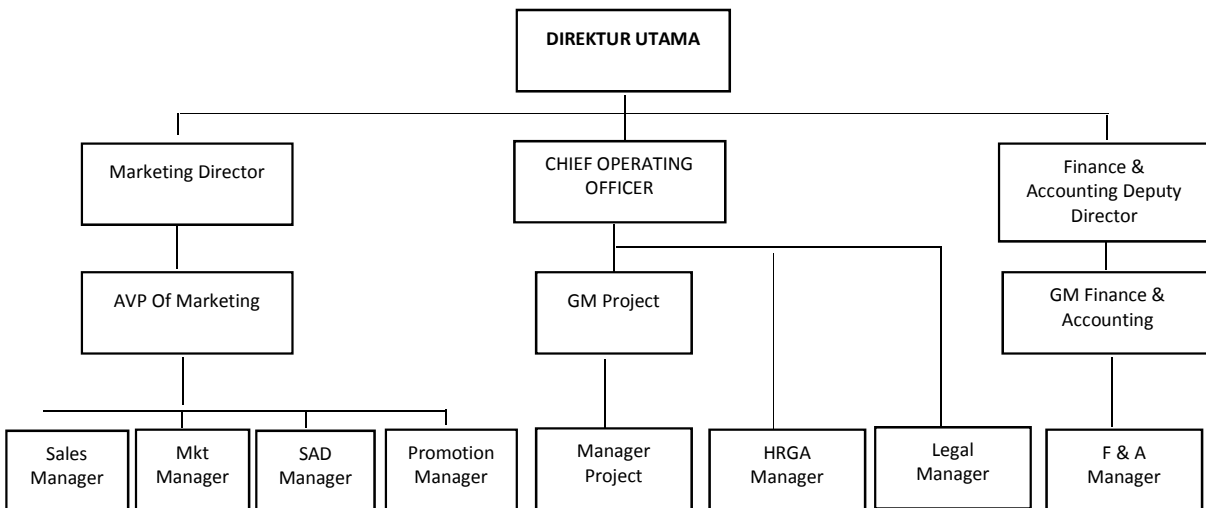 DIREKTUR UTAMA
Marketing Director
CHIEF OPERATING
OFFICER
Finance &
Accounting Deputy
Director
AVP Of Marketing
GM Project
GM Finance &
Accounting
Sales
Manager
Mkt
Manager
SAD
Manager
Promotion
Manager
Manager
Project
HRGA
Manager
Legal
Manager
F & A
Manager